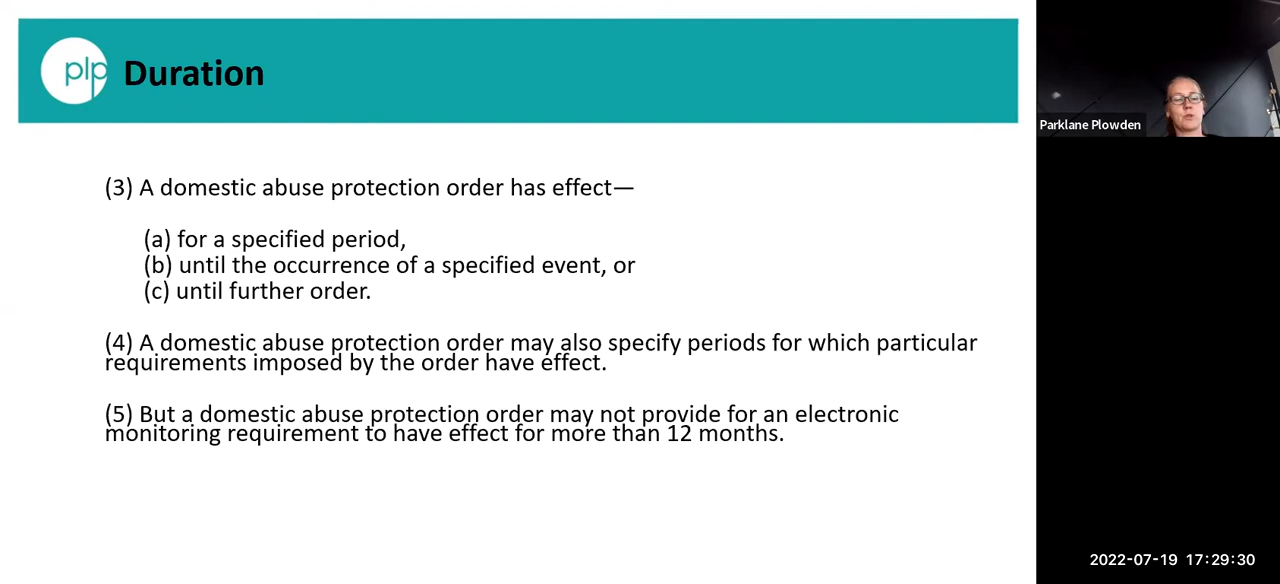 plp Duration
Parklane Plowden
(3) A domestic abuse protection order has effect—
(a) for a specified period,
(b) until the occurrence of a specified event, or
(c) until further order.
(4) A domestic abuse protection order may also specify periods for which particular
requirements imposed by the order have effect.
(5) But a domestic abuse protection order may not provide for an electronic
monitoring requirement to have effect for more than 12 months.
2022-07-19 17:29:30